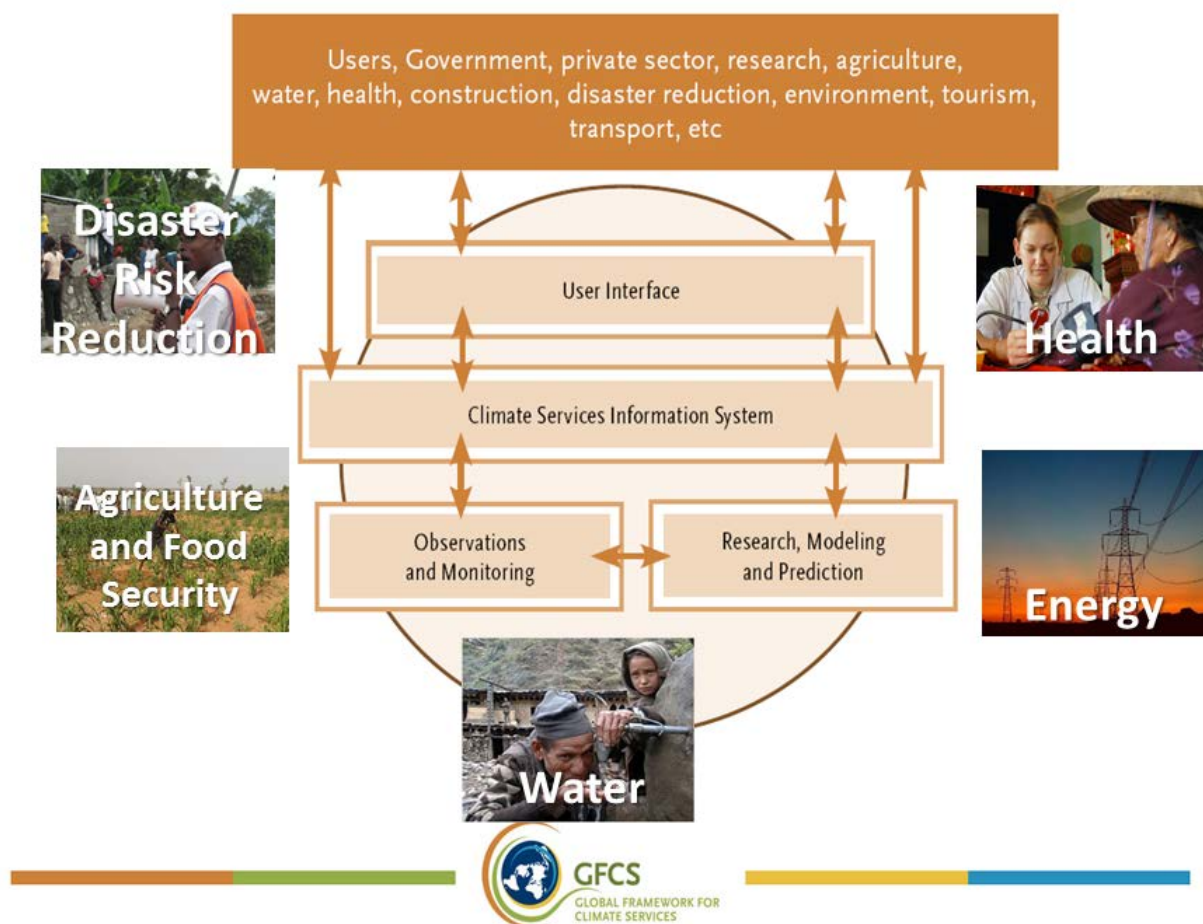 Users, Government, private sector, research, agriculture,
water, health, construction, disaster reduction, environment, tourism,
transport, etc
Disaster
Risk
Reduction
Health
User Interface
Climate Services Information System
Agriculture
and Food
Security
Observations
and Monitoring
Research, Modeling
and Prediction
Energy
Water
GFCS
GLOBAL FRAMEWORK FOR
CLIMATE SERVICES